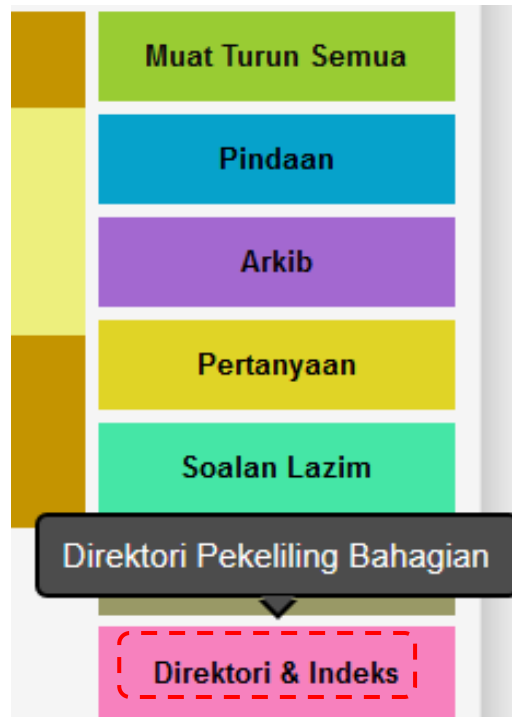 Muat Turun Semua
Pindaan
Arkib
Pertanyaan
Soalan Lazim
Direktori Pekeliling Bahagian
Direktori & Indeks